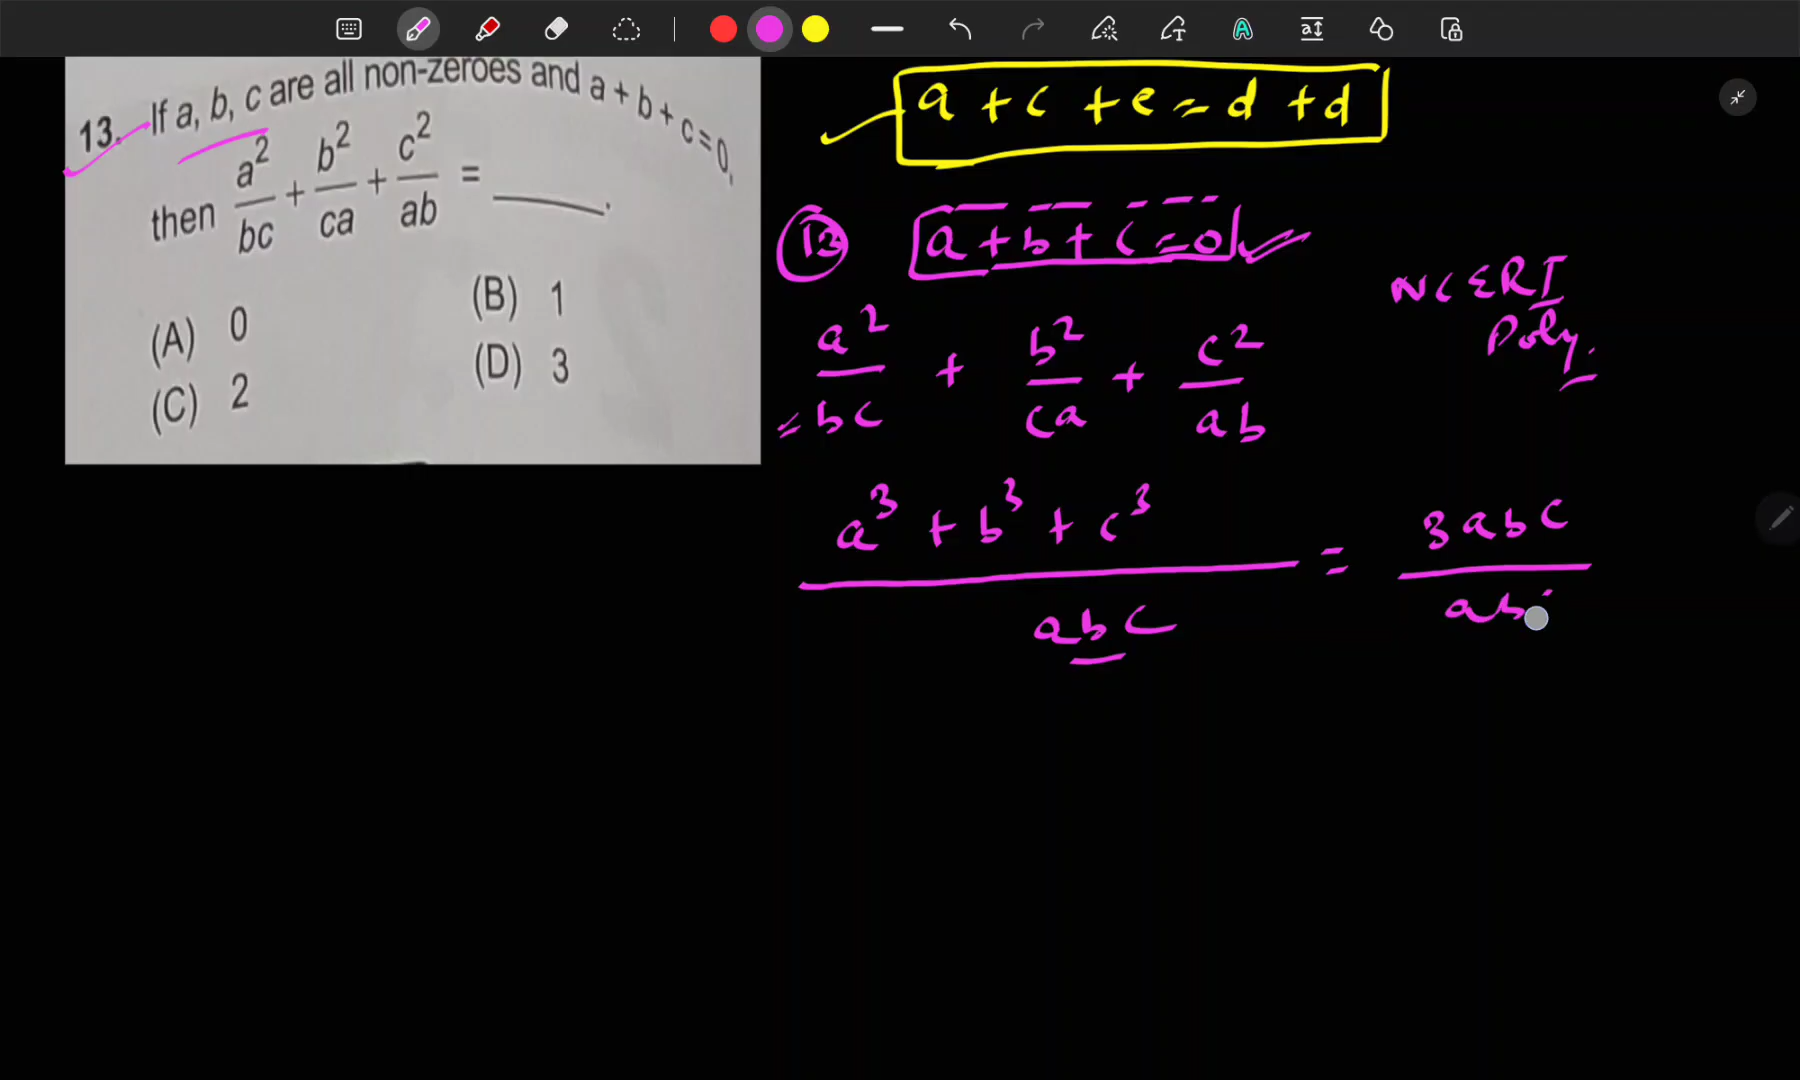 13. If a, b, c are all non-zeroes and a + b + c = 0,
then a²/bc + b²/ca + c²/ab = ______.
(A) 0 (B) 1
(C) 2 (D) 3
a + c + e = d + d
13 a + b + c = 0
NCERT
Poly.
= a²/bc + b²/ca + c²/ab
a³ + b³ + c³ / abc = 3abc / ab